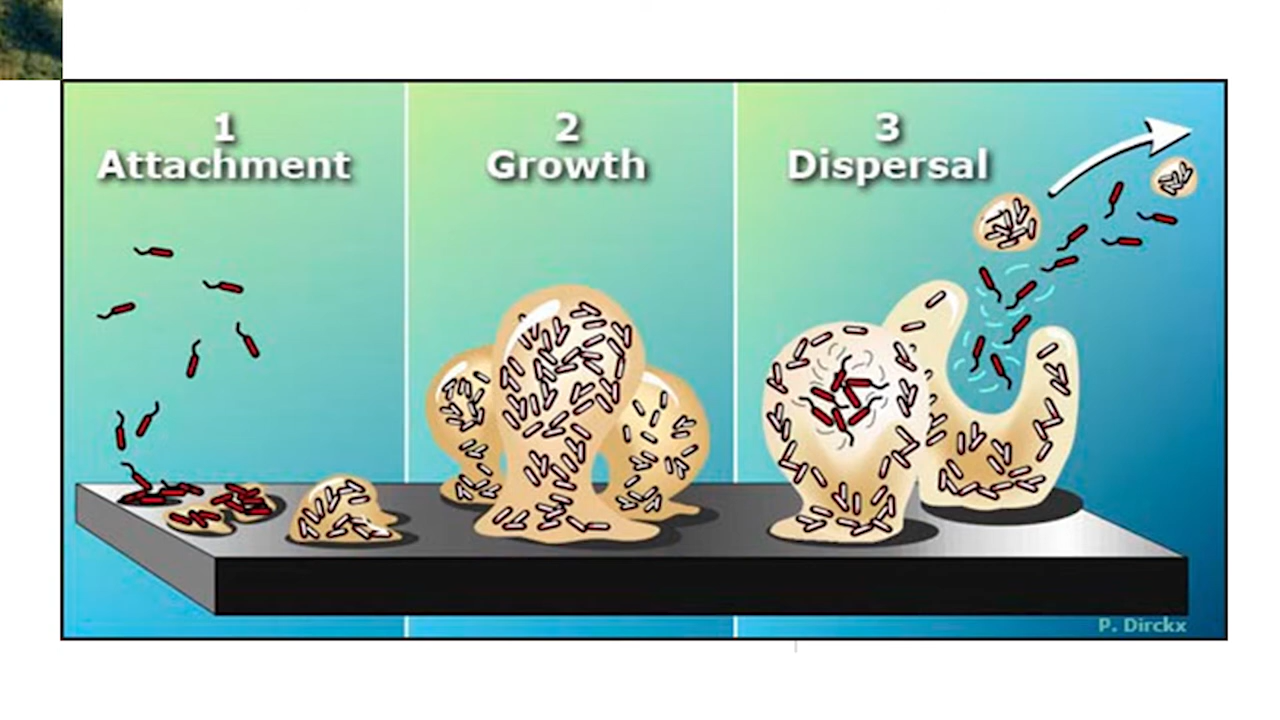 1
Attachment
2
Growth
3
Dispersal
P. Dirckx